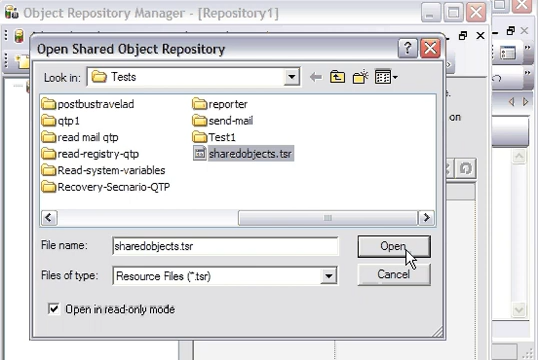 Object Repository Manager - [Repository1]
Open Shared Object Repository
Look in: Tests
postbustravelad
qtp1
read mail qtp
read-registry-qtp
Read-system-variables
Recovery-Secnario-QTP
reporter
send-mail
Test1
sharedobjects.tsr
e.
on
File name: sharedobjects.tsr Open
Files of type: Resource Files (*.tsr) Cancel
Open in read-only mode